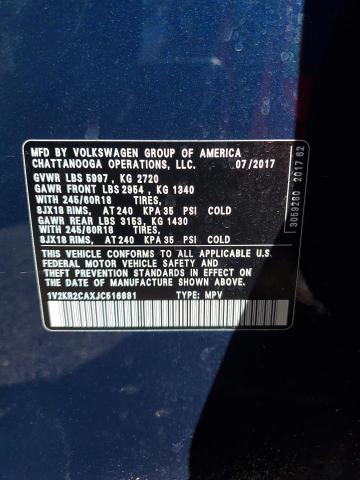 MFD BY VOLKSWAGEN GROUP OF AMERICA
CHATTANOOGA OPERATIONS, LLC. 07/2017
GVWR LBS 5997, KG 2720
GAWR FRONT LBS 2954, KG 1340
WITH 245/60R18 TIRES,
8JX18 RIMS, AT 240 KPA 35 PSI COLD
GAWR REAR LBS 3153, KG 1430
WITH 245/60R18 TIRES,
8JX18 RIMS, AT 240 KPA 35 PSI COLD
THIS VEHICLE CONFORMS TO ALL APPLICABLE U.S.
FEDERAL MOTOR VEHICLE SAFETY AND
THEFT PREVENTION STANDARDS IN EFFECT ON
THE DATE OF MANUFACTURE SHOWN ABOVE.
1V2KR2CAXJC516681 TYPE: MPV
3059280 2017 62